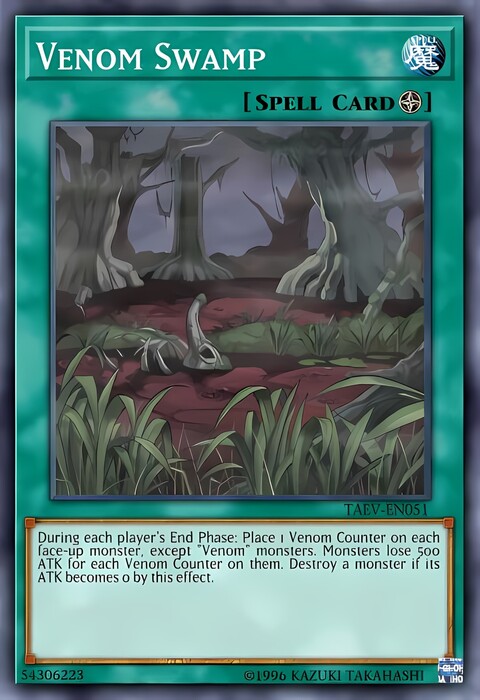 Venom Swamp
[Spell Card]
TAEV-EN051
During each player's End Phase: Place 1 Venom Counter on each
face-up monster, except "Venom" monsters. Monsters lose 500
ATK for each Venom Counter on them. Destroy a monster if its
ATK becomes 0 by this effect.
54306223
©1996 KAZUKI TAKAHASHI